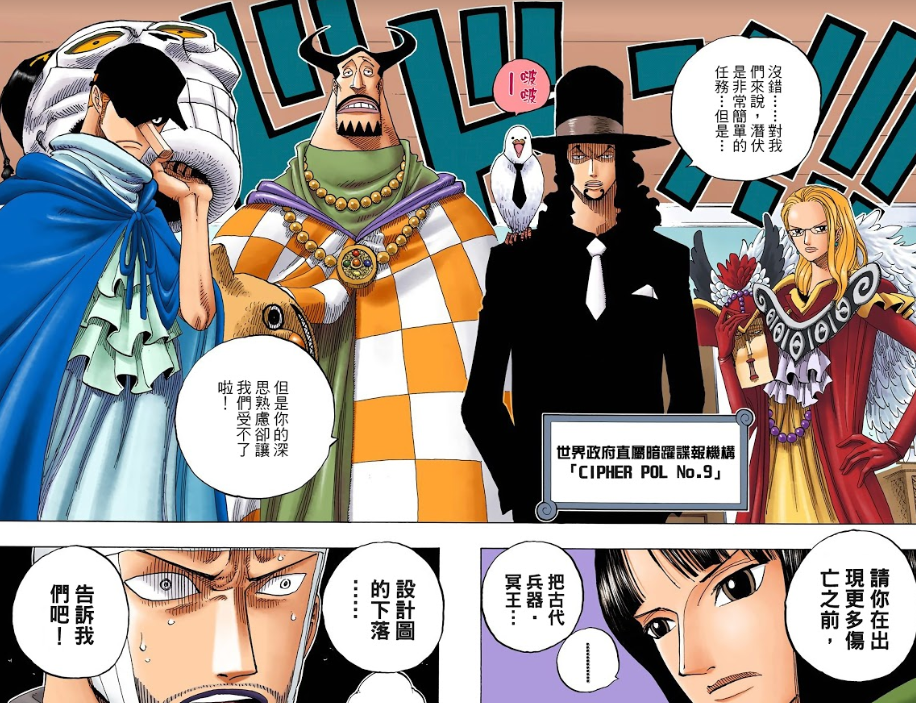 沒錯……對我
們來說，潛伏
是非常簡單的
任務…但是…
啵啵
ー
但是你的深
思熟慮卻讓
我們受不了
啦！
世界政府直屬暗躍諜報機構
「CIPHER POL No.9」
請你在出
現更多傷
亡之前，
把古代
兵器・
冥王…
…………
設計圖
的下落
……
告訴我
們吧！